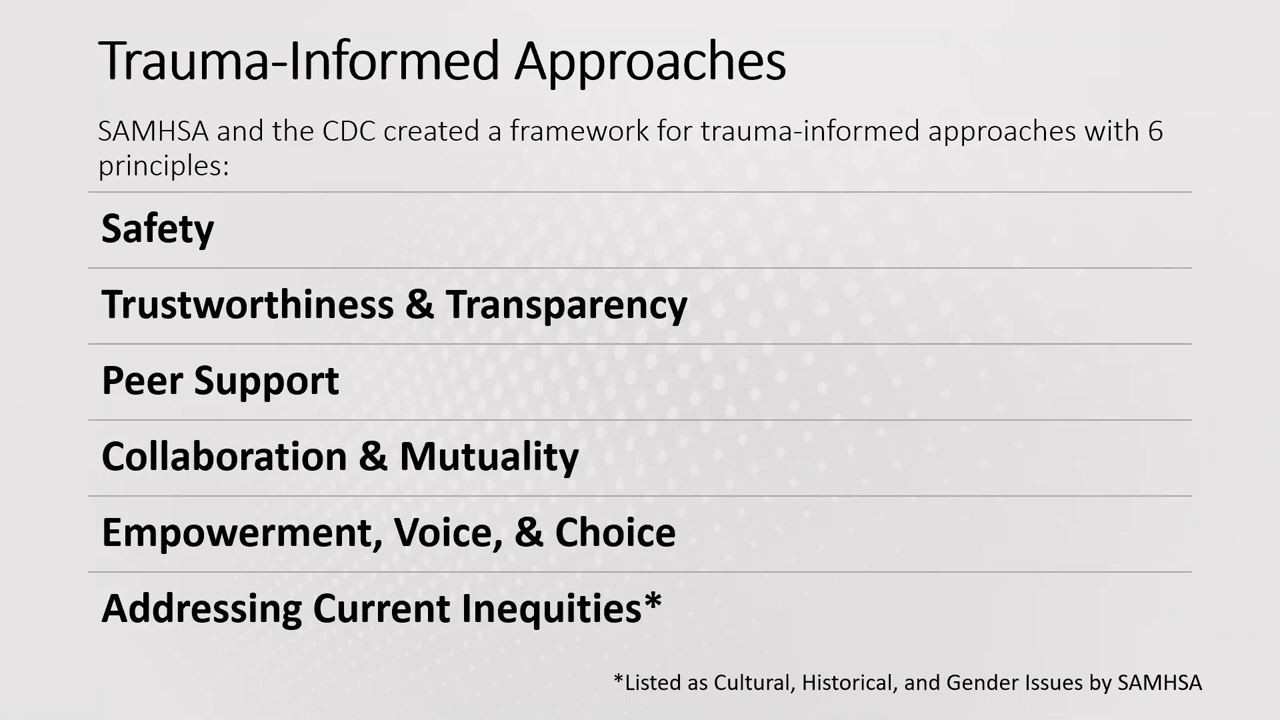 Trauma-Informed Approaches
SAMHSA and the CDC created a framework for trauma-informed approaches with 6
principles:
Safety
Trustworthiness & Transparency
Peer Support
Collaboration & Mutuality
Empowerment, Voice, & Choice
Addressing Current Inequities*
*Listed as Cultural, Historical, and Gender Issues by SAMHSA